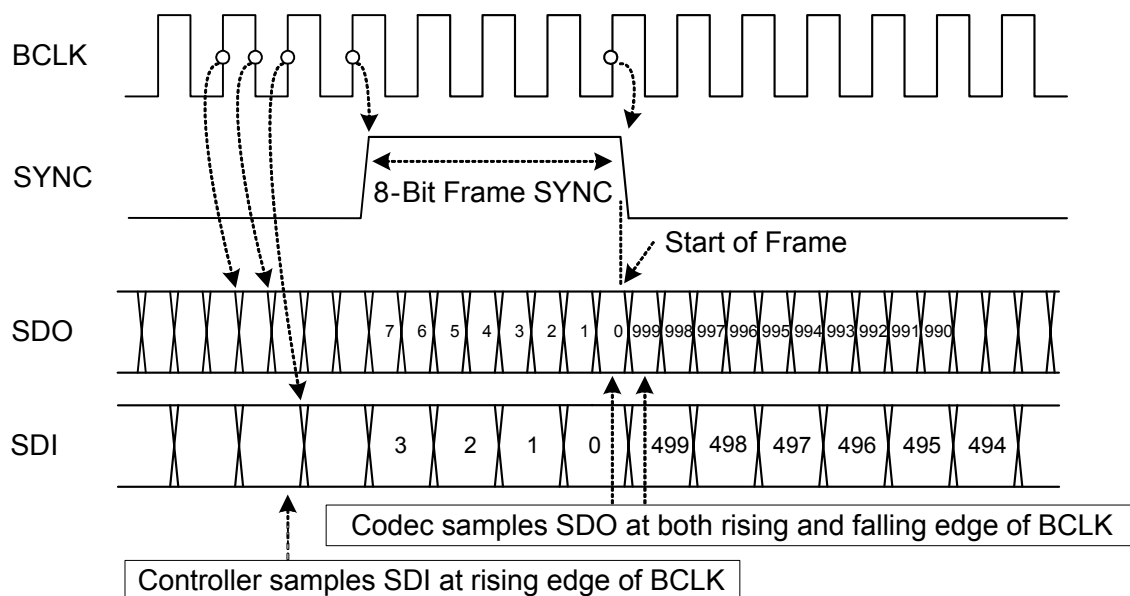 BCLK
SYNC
8-Bit Frame SYNC
Start of Frame
SDO
7 6 5 4 3 2 1 0 999 998 997 996 995 994 993 992 991 990
SDI
3 2 1 0 499 498 497 496 495 494
Codec samples SDO at both rising and falling edge of BCLK
Controller samples SDI at rising edge of BCLK